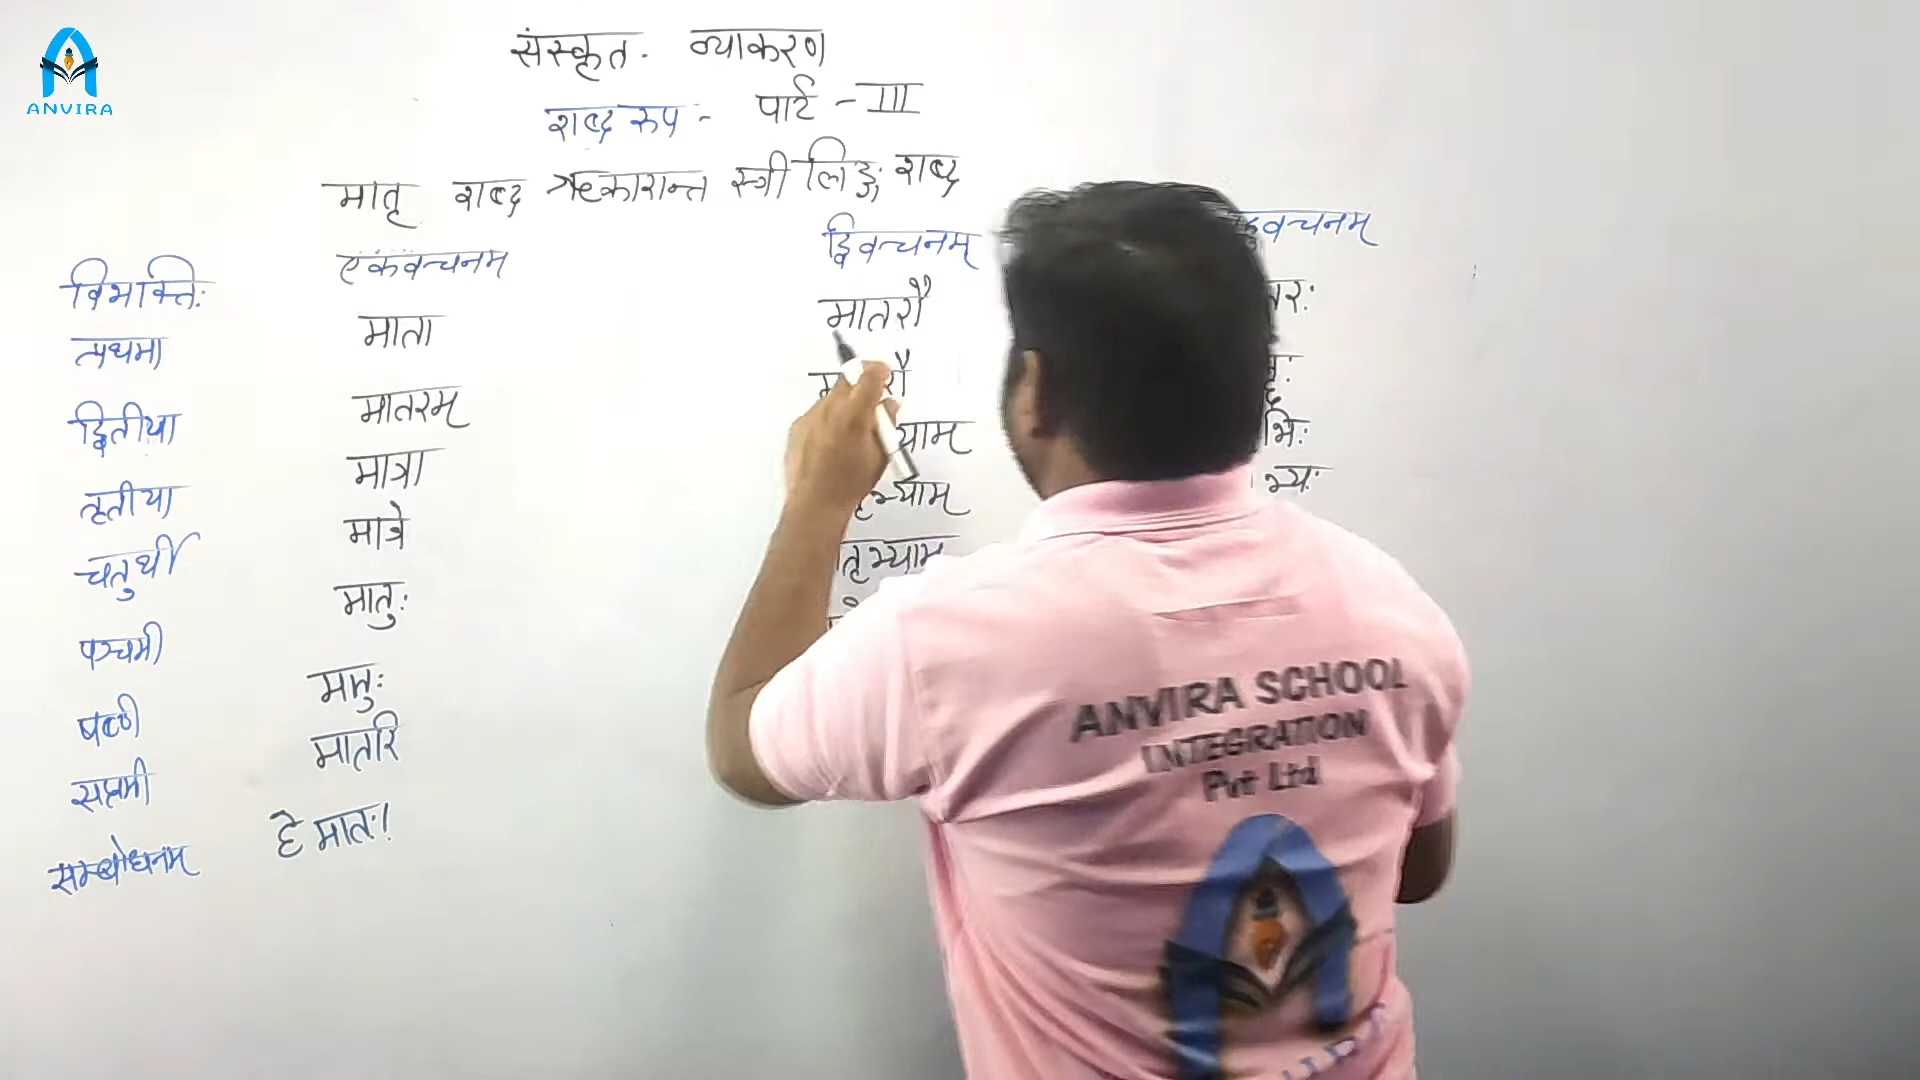 ANVIRA
संस्कृत - व्याकरण
शब्द रूप - पार्ट - III
मातृ शब्द ऋकारान्त स्त्रीलिङ्ग शब्द
विभक्तिः एकवचनम् द्विवचनम्
प्रथमा माता मातरौ
द्वितीया मातरम्
तृतीया मात्रा
चतुर्थी मात्रे
पञ्चमी मातुः
षष्ठी मातुः
सप्तमी मातरि
सम्बोधनम् हे मातः!
ANVIRA SCHOOL
INTEGRATION
Pvt Ltd